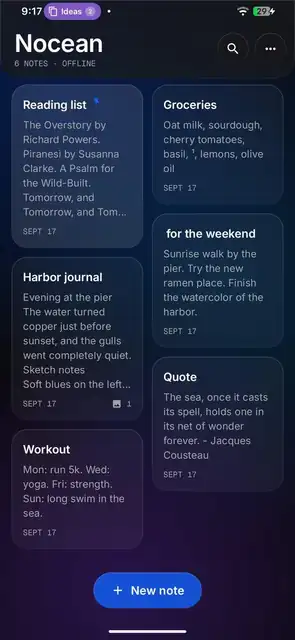 9:17
Ideas
29
Nocean
6 NOTES · OFFLINE
Reading list
The Overstory by
Richard Powers.
Piranesi by Susanna
Clarke. A Psalm for
the Wild-Built.
Tomorrow, and
Tomorrow, and Tom...
SEPT 17
Groceries
Oat milk, sourdough,
cherry tomatoes,
basil, , lemons, olive
oil
SEPT 17
for the weekend
Sunrise walk by the
pier. Try the new
ramen place. Finish
the watercolor of the
harbor.
SEPT 17
Harbor journal
Evening at the pier
The water turned
copper just before
sunset, and the gulls
went completely quiet.
Sketch notes
Soft blues on the left...
SEPT 17
1
Quote
The sea, once it casts
its spell, holds one in
its net of wonder
forever. - Jacques
Cousteau
SEPT 17
Workout
Mon: run 5k. Wed:
yoga. Fri: strength.
Sun: long swim in the
sea.
SEPT 17
+ New note